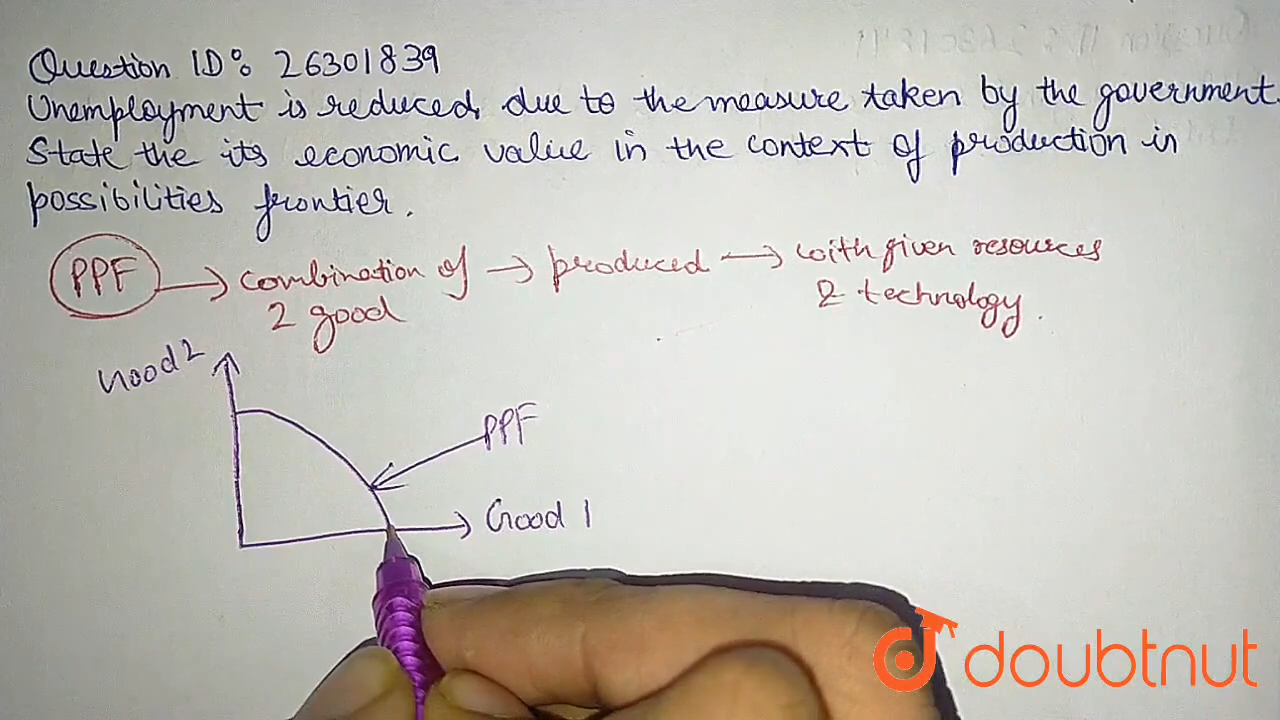 Question ID: 26301839
Unemployment is reduced, due to the measure taken by the government.
State the its economic value in the context of production in
possibilities frontier.
PPF → combination of → produced → with given resources
2 good & technology.
Good 2
PPF
Good 1
doubtnut